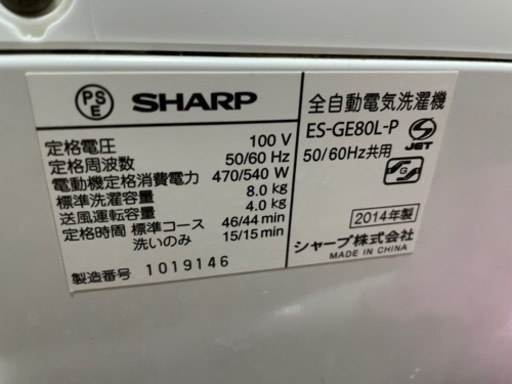 PSE SHARP
定格電圧 100 V
定格周波数 50/60 Hz
電動機定格消費電力 470/540 W
標準洗濯容量 8.0 kg
送風運転容量 4.0 kg
定格時間 標準コース 46/44 min
洗いのみ 15/15 min
製造番号 1019146
全自動電気洗濯機
ES-GE80L-P
50/60Hz共用
S JET
G
2014年製
シャープ株式会社
MADE IN CHINA